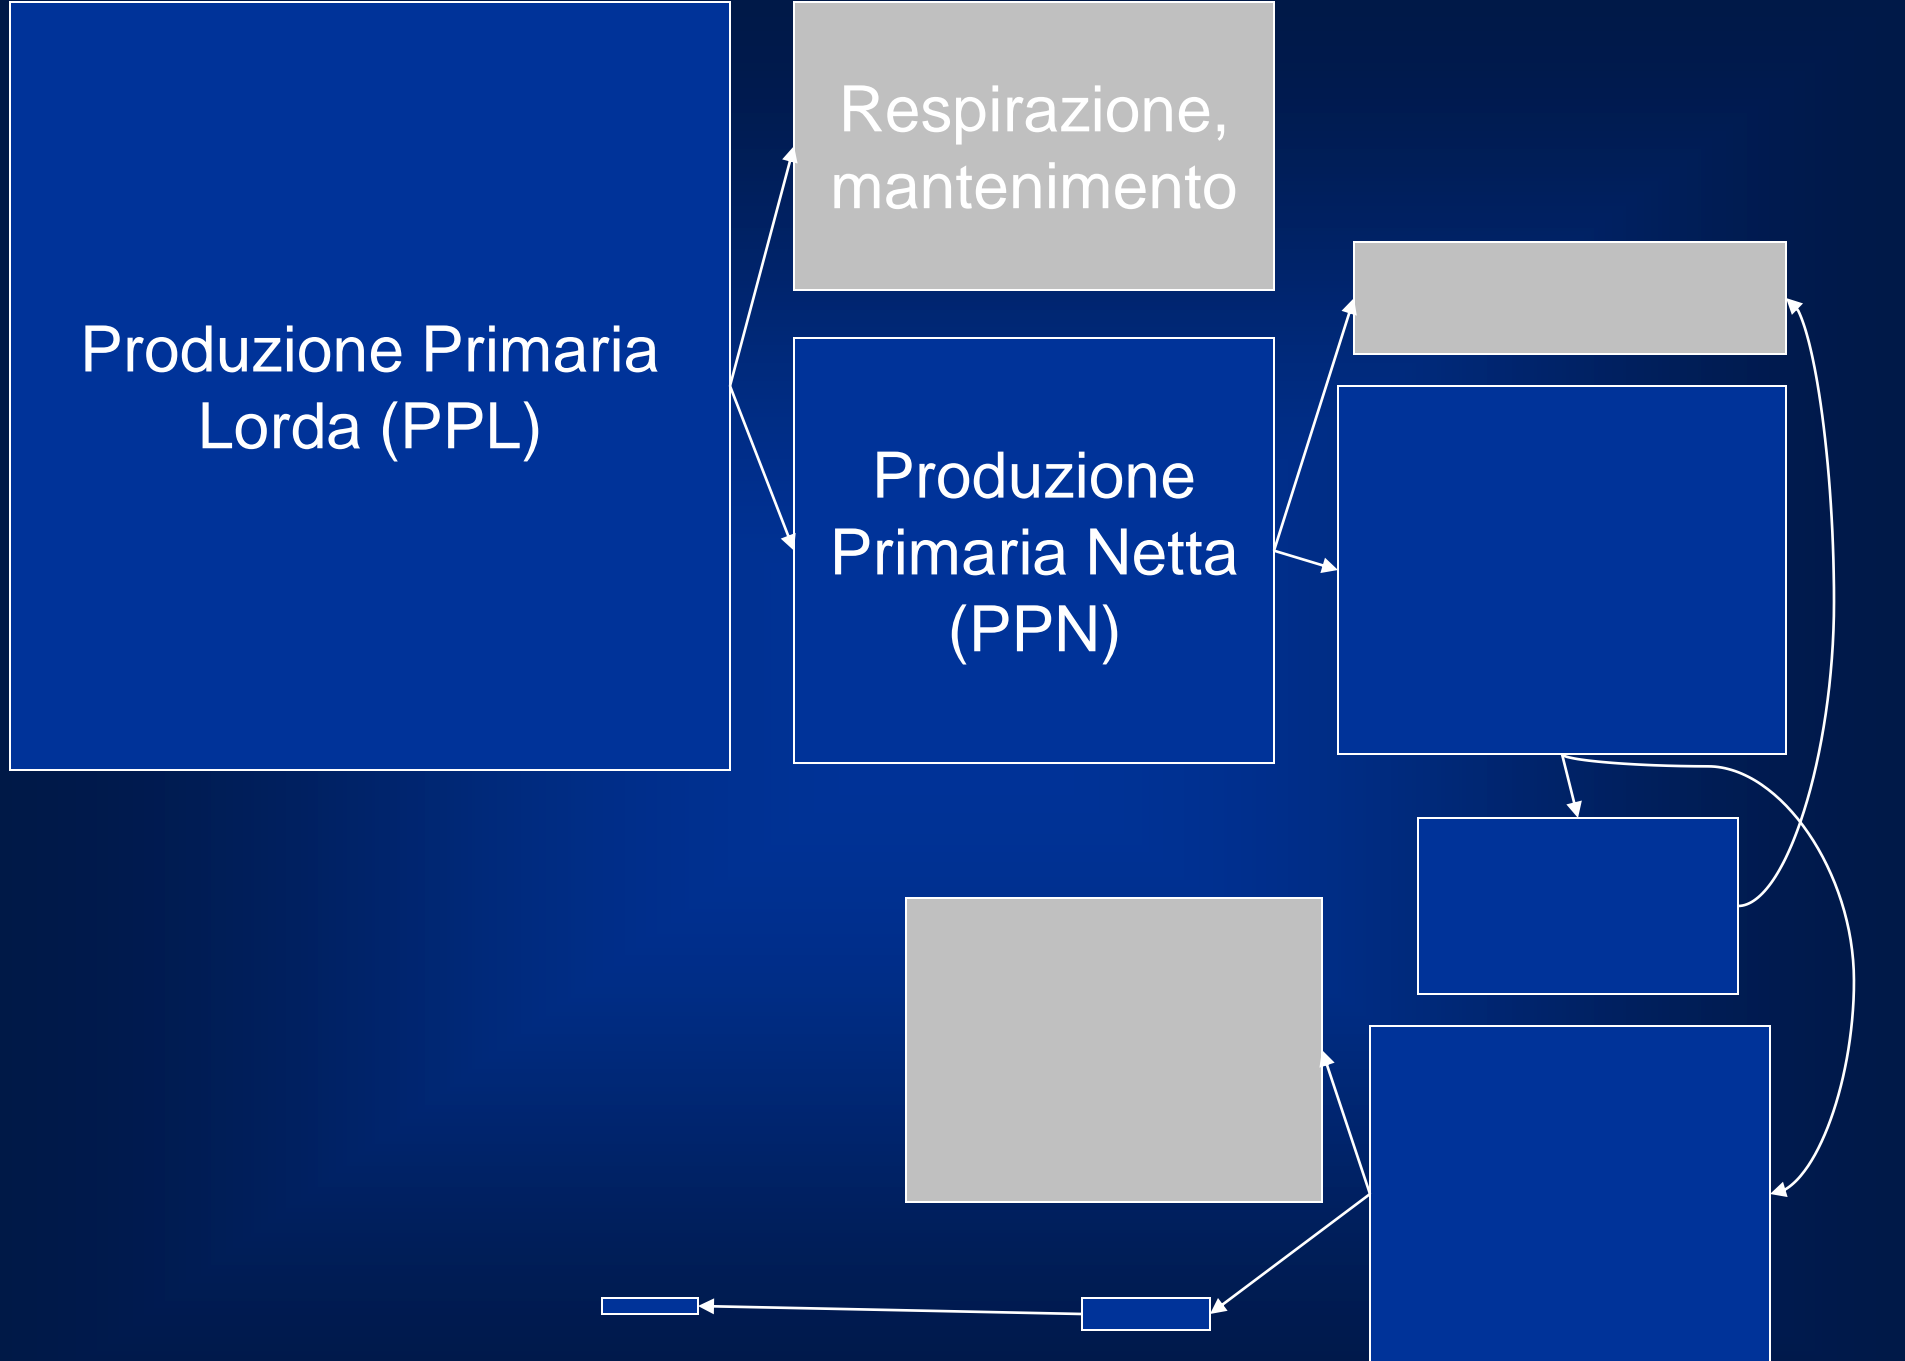 Respirazione,
mantenimento
Produzione Primaria
Lorda (PPL)
Produzione
Primaria Netta
(PPN)